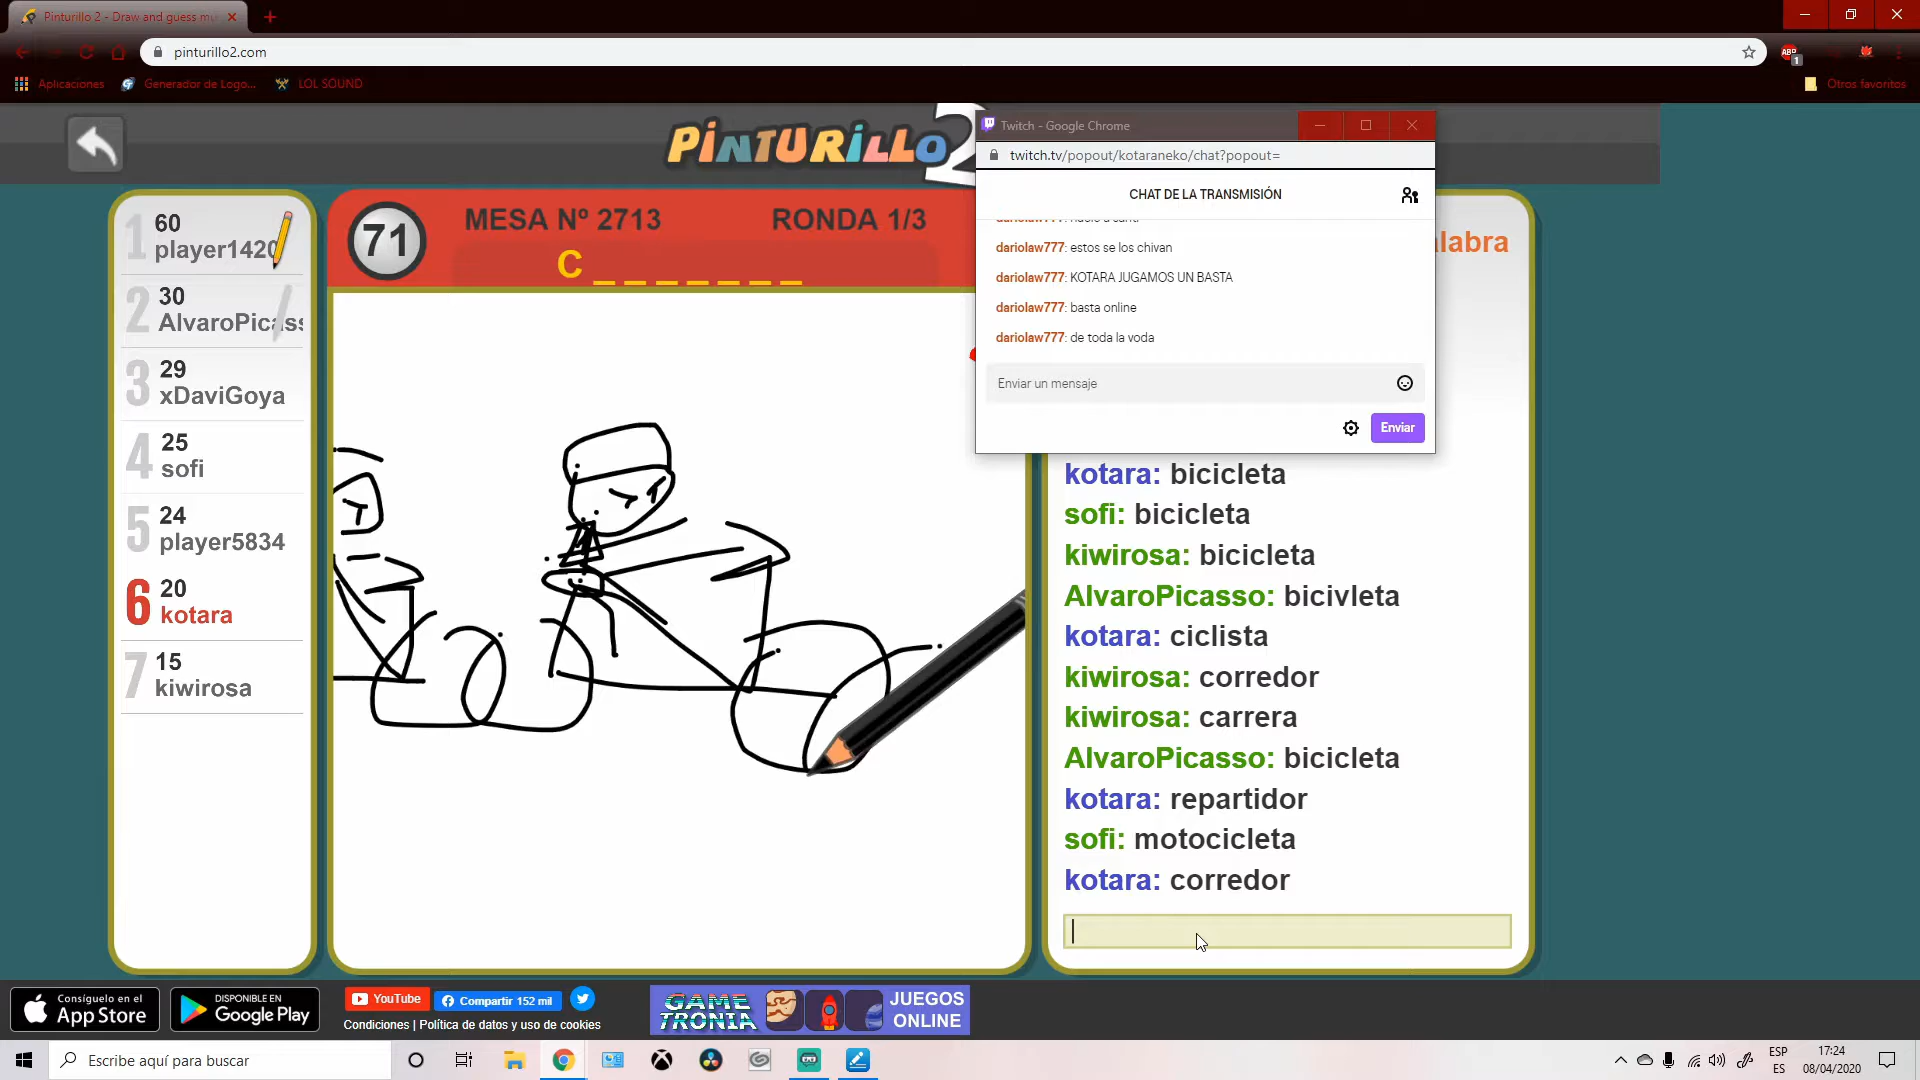 Pinturillo 2 - Draw and guess mu
pinturillo2.com
ABP
1
Aplicaciones
Generador de Logo...
LOL SOUND
Otros favoritos
PiNTURiLLO 2
Twitch - Google Chrome
twitch.tv/popout/kotaraneko/chat?popout=
CHAT DE LA TRANSMISIÓN
dariolaw777: estos se los chivan
dariolaw777: KOTARA JUGAMOS UN BASTA
dariolaw777: basta online
dariolaw777: de toda la voda
Enviar un mensaje
Enviar
1 60 player1420
2 30 AlvaroPicass
3 29 xDaviGoya
4 25 sofi
5 24 player5834
6 20 kotara
7 15 kiwirosa
71
MESA Nº 2713
RONDA 1/3
C _ _ _ _ _ _ _
alabra
kotara: bicicleta
sofi: bicicleta
kiwirosa: bicicleta
AlvaroPicasso: bicivleta
kotara: ciclista
kiwirosa: corredor
kiwirosa: carrera
AlvaroPicasso: bicicleta
kotara: repartidor
sofi: motocicleta
kotara: corredor
Consíguelo en el
App Store
DISPONIBLE EN
Google Play
YouTube
Compartir 152 mil
Condiciones | Política de datos y uso de cookies
GAME TRONIA
JUEGOS ONLINE
Escribe aquí para buscar
ESP
ES
17:24
08/04/2020